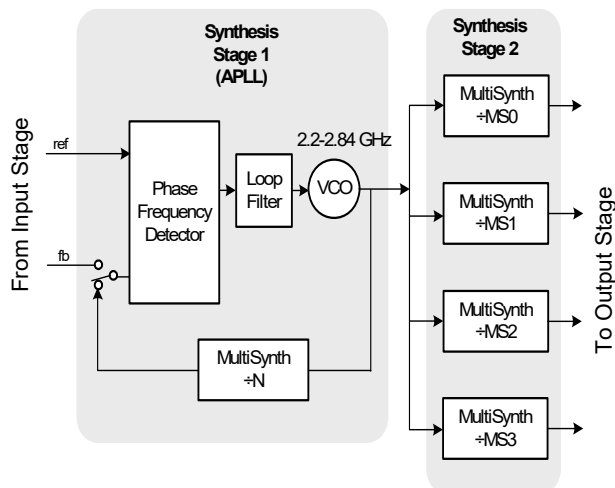 Synthesis
Stage 1
(APLL)
Synthesis
Stage 2
From Input Stage
ref
fb
Phase
Frequency
Detector
Loop
Filter
2.2-2.84 GHz
VCO
MultiSynth
÷N
MultiSynth
÷MS0
MultiSynth
÷MS1
MultiSynth
÷MS2
MultiSynth
÷MS3
To Output Stage